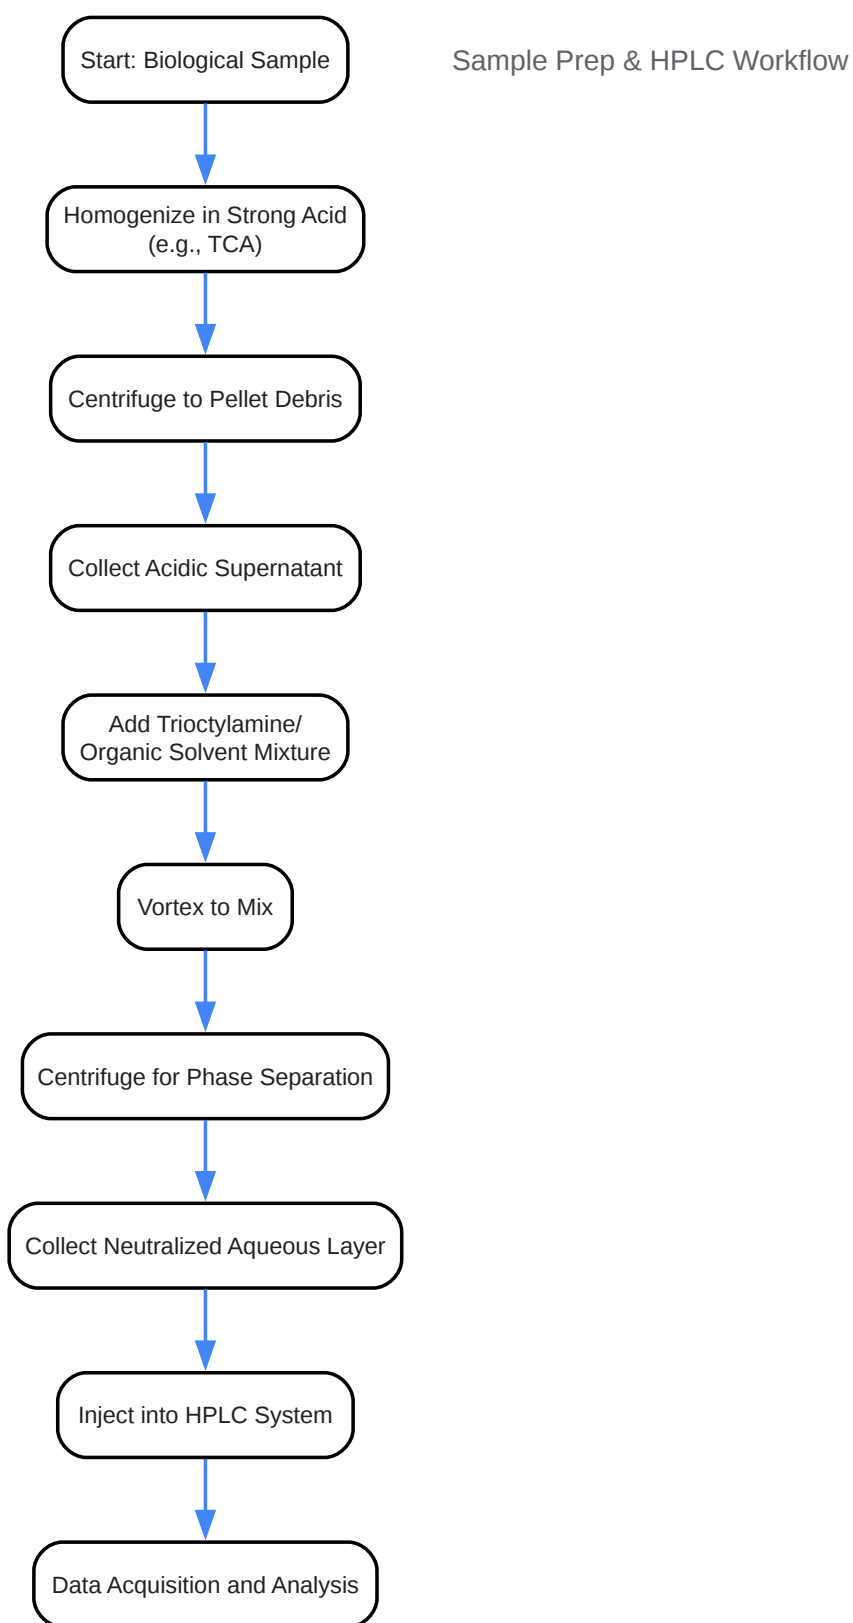 Start: Biological Sample
Sample Prep & HPLC Workflow
Homogenize in Strong Acid
(e.g., TCA)
Centrifuge to Pellet Debris
Collect Acidic Supernatant
Add Trioctylamine/
Organic Solvent Mixture
Vortex to Mix
Centrifuge for Phase Separation
Collect Neutralized Aqueous Layer
Inject into HPLC System
Data Acquisition and Analysis